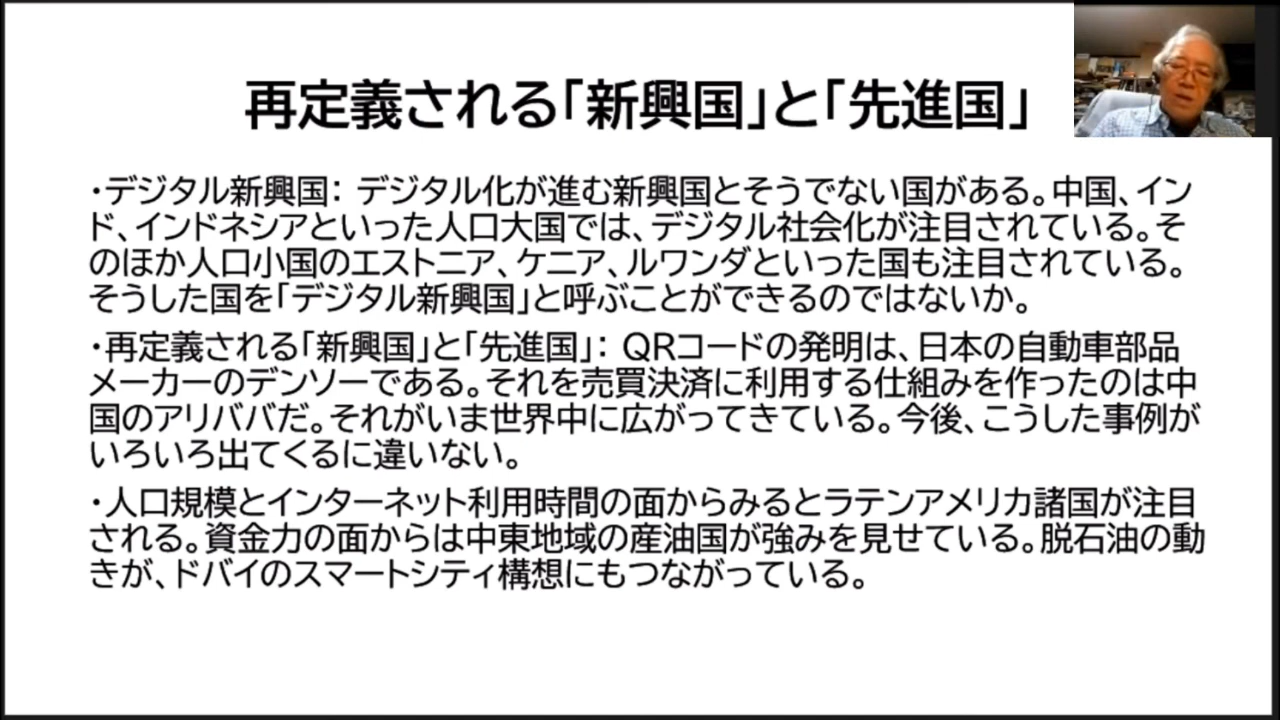 再定義される「新興国」と「先進国」
・デジタル新興国： デジタル化が進む新興国とそうでない国がある。中国、イン
ド、インドネシアといった人口大国では、デジタル社会化が注目されている。そ
のほか人口小国のエストニア、ケニア、ルワンダといった国も注目されている。
そうした国を「デジタル新興国」と呼ぶことができるのではないか。
・再定義される「新興国」と「先進国」： QRコードの発明は、日本の自動車部品
メーカーのデンソーである。それを売買決済に利用する仕組みを作ったのは中
国のアリババだ。それがいま世界中に広がってきている。今後、こうした事例が
いろいろ出てくるに違いない。
・人口規模とインターネット利用時間の面からみるとラテンアメリカ諸国が注目
される。資金力の面からは中東地域の産油国が強みを見せている。脱石油の動
きが、ドバイのスマートシティ構想にもつながっている。